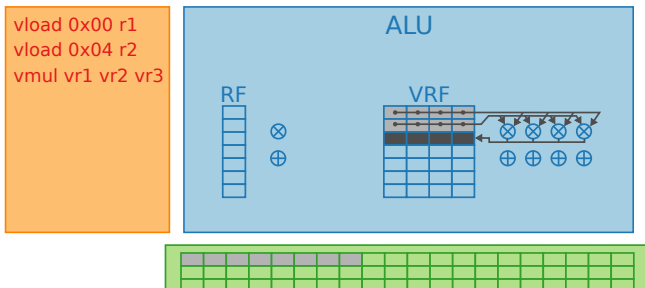 vload 0x00 r1
vload 0x04 r2
vmul vr1 vr2 vr3
ALU
RF
VRF